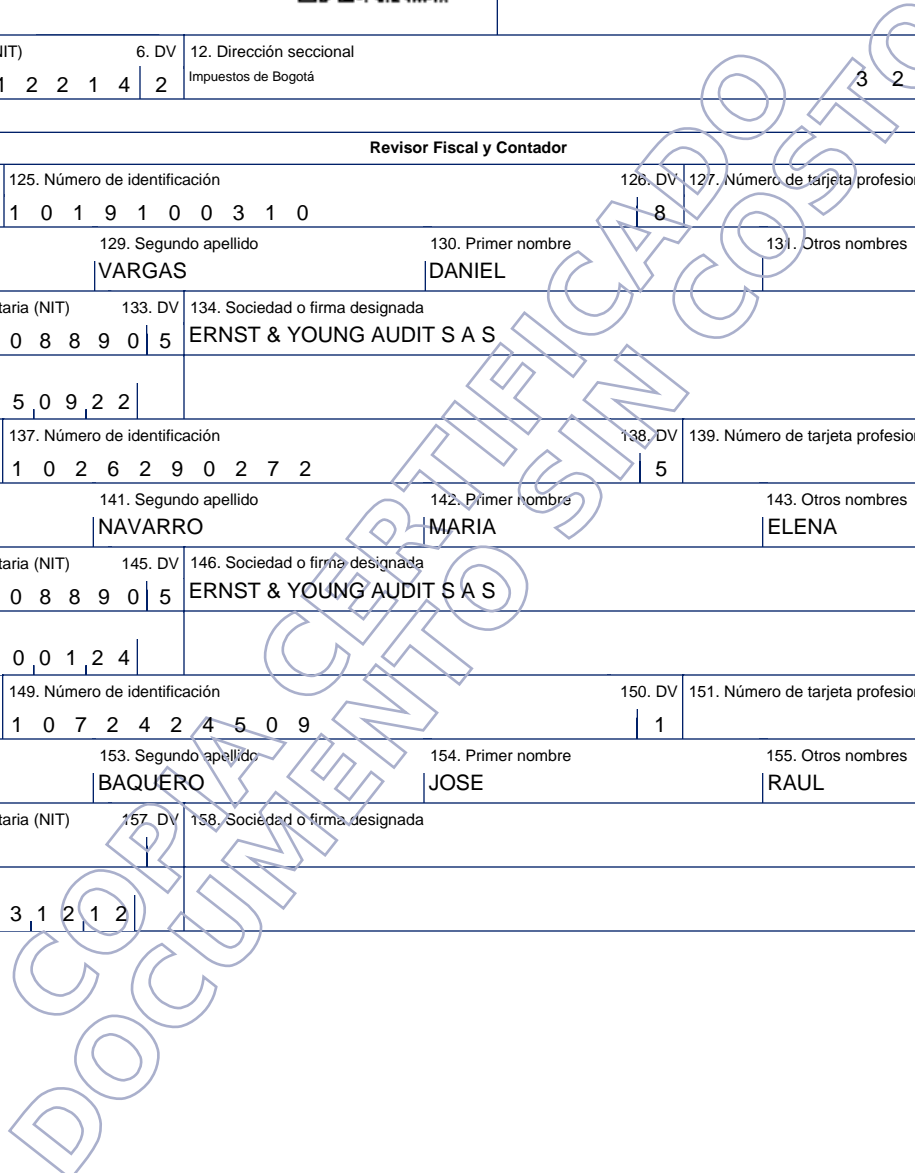 NIT) 6. DV 12. Dirección seccional
1 2 2 1 4 2 Impuestos de Bogotá 3 2
Revisor Fiscal y Contador
125. Número de identificación 126. DV 127. Número de tarjeta profesion
1 0 1 9 1 0 0 3 1 0 8
129. Segundo apellido 130. Primer nombre 131. Otros nombres
VARGAS DANIEL
taria (NIT) 133. DV 134. Sociedad o firma designada
0 8 8 9 0 5 ERNST & YOUNG AUDIT S A S
5 0 9 2 2
137. Número de identificación 138. DV 139. Número de tarjeta profesion
1 0 2 6 2 9 0 2 7 2 5
141. Segundo apellido 142. Primer nombre 143. Otros nombres
NAVARRO MARIA ELENA
taria (NIT) 145. DV 146. Sociedad o firma designada
0 8 8 9 0 5 ERNST & YOUNG AUDIT S A S
0 0 1 2 4
149. Número de identificación 150. DV 151. Número de tarjeta profesion
1 0 7 2 4 2 4 5 0 9 1
153. Segundo apellido 154. Primer nombre 155. Otros nombres
BAQUERO JOSE RAUL
taria (NIT) 157. DV 158. Sociedad o firma designada
3 1 2 1 2
COPIA CERTIFICADO
DOCUMENTO SIN COSTO